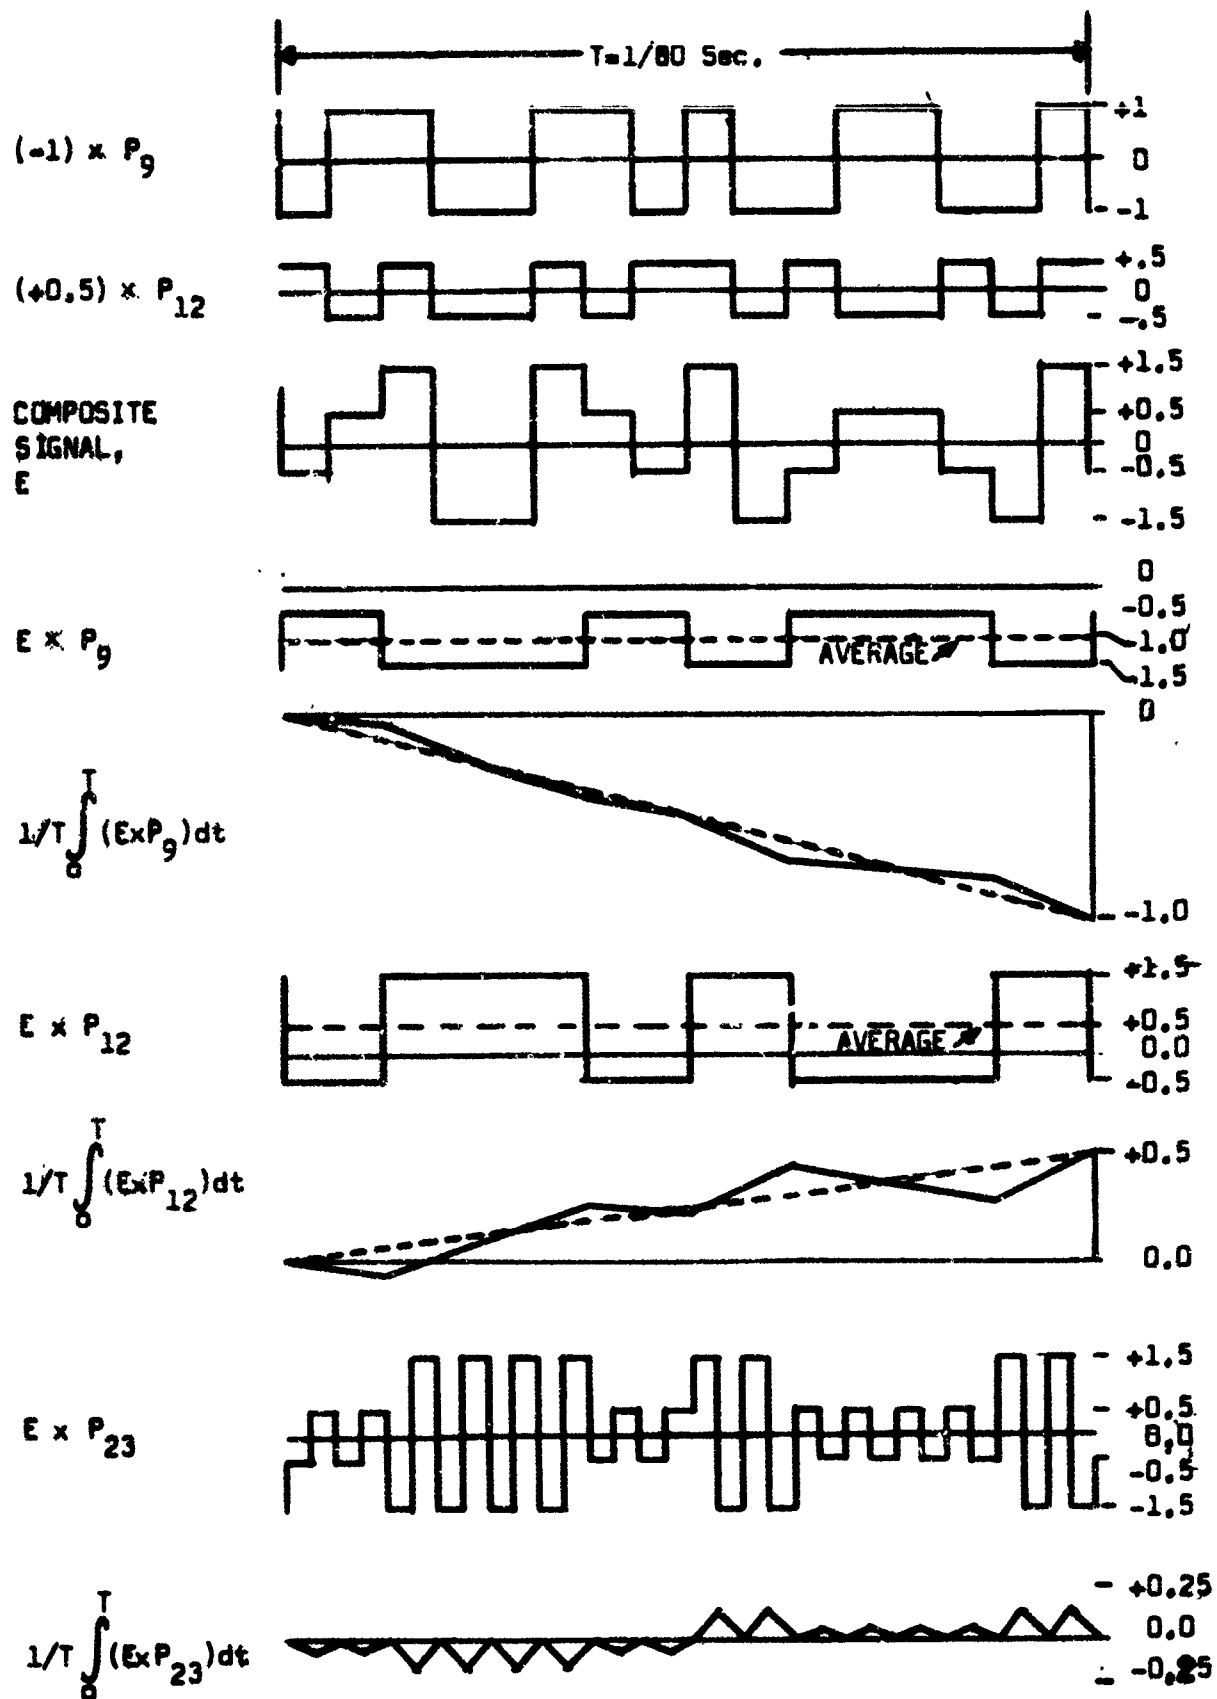 T=1/80 Sec.
(-1) x P9
+1
0
-1
(+0.5) x P12
+.5
0
-.5
COMPOSITE
SIGNAL,
E
+1.5
+0.5
0
-0.5
-1.5
E x P9
0
-0.5
-1.0
-1.5
AVERAGE
1/T ∫0T (ExP9)dt
0
-1.0
E x P12
+1.5
+0.5
0.0
-0.5
AVERAGE
1/T ∫0T (ExP12)dt
+0.5
0.0
E x P23
+1.5
+0.5
0.0
-0.5
-1.5
1/T ∫0T (ExP23)dt
+0.25
0.0
-0.25